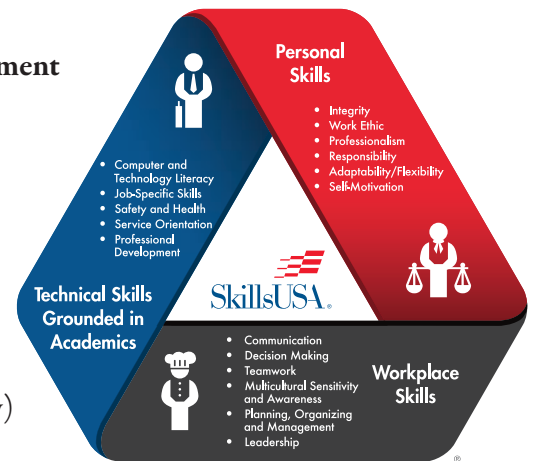 ment
Personal
Skills
• Integrity
• Work Ethic
• Professionalism
• Responsibility
• Adaptability/Flexibility
• Self-Motivation
• Computer and
Technology Literacy
• Job-Specific Skills
• Safety and Health
• Service Orientation
• Professional
Development
Technical Skills
Grounded in
Academics
SkillsUSA®
• Communication
• Decision Making
• Teamwork
• Multicultural Sensitivity
and Awareness
• Planning, Organizing
and Management
• Leadership
Workplace
Skills
)
®